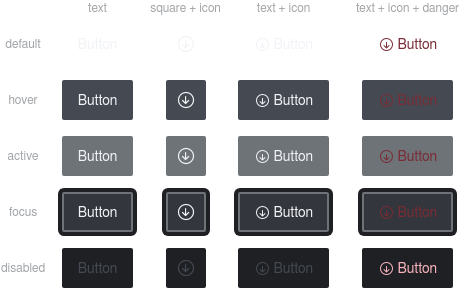 text square + icon text + icon text + icon + danger
default Button Button Button
hover Button Button Button
active Button Button Button
focus Button Button Button
disabled Button Button Button